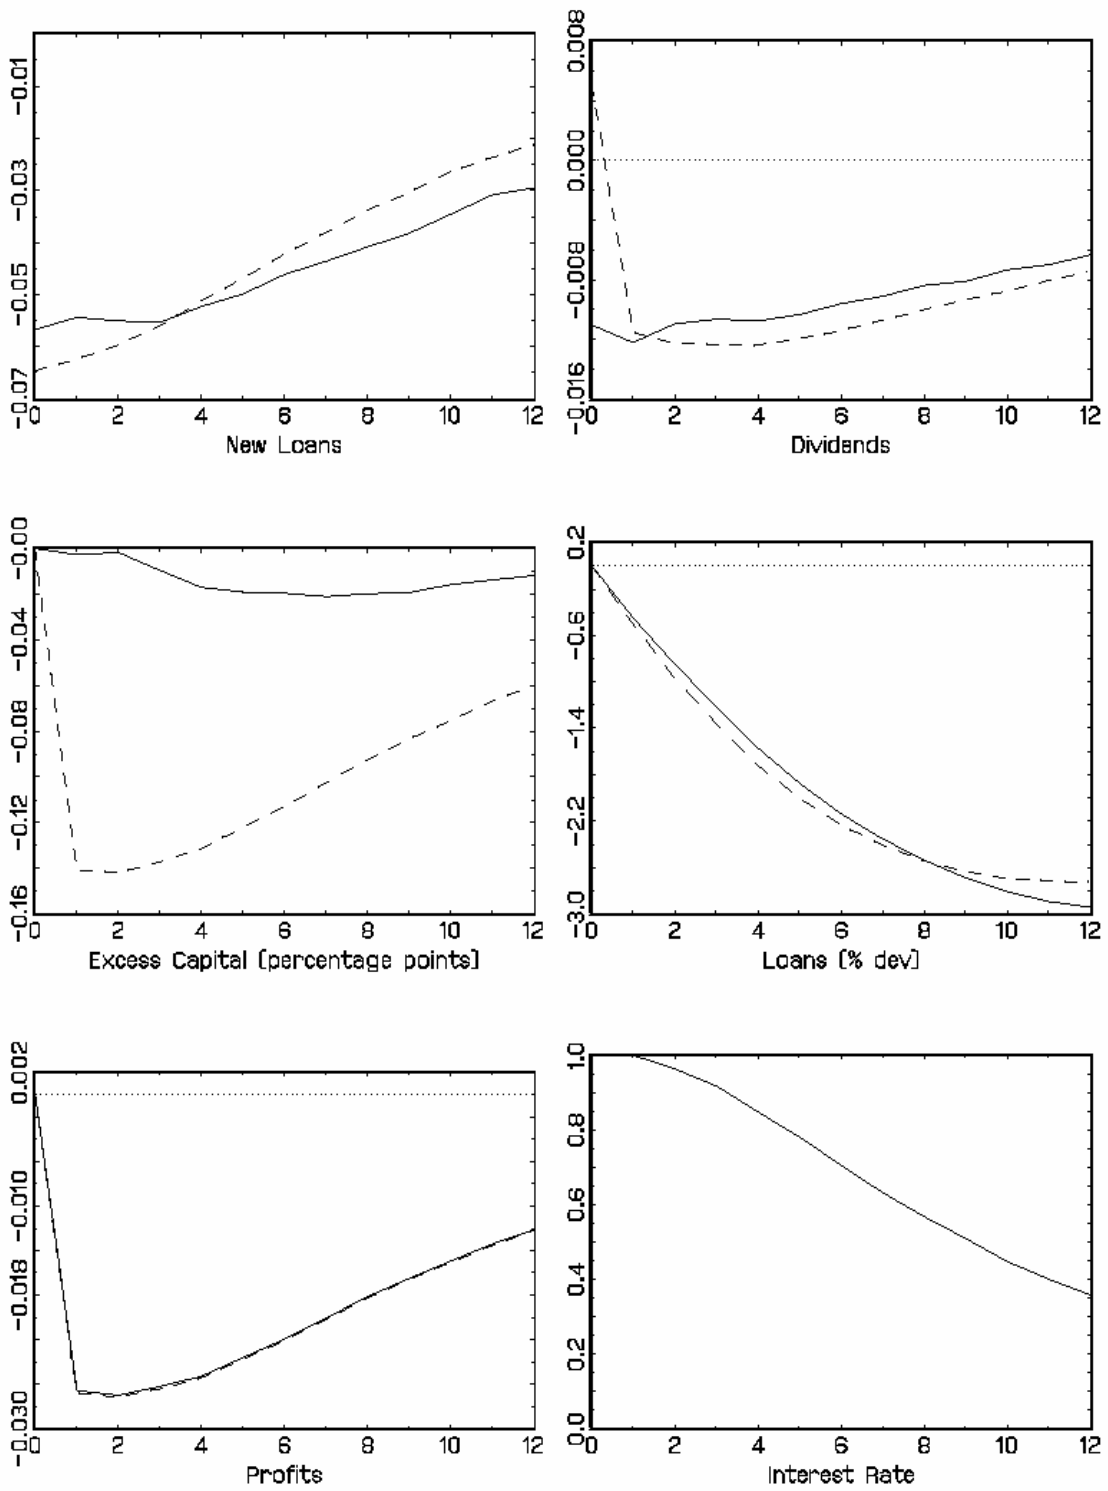 -0.01
-0.03
-0.05
-0.07
0 2 4 6 8 10 12
New Loans
0.008
0.000
-0.008
-0.016
0 2 4 6 8 10 12
Dividends
-0.00
-0.04
-0.08
-0.12
-0.16
0 2 4 6 8 10 12
Excess Capital (percentage points)
0.2
-0.6
-1.4
-2.2
-3.0
0 2 4 6 8 10 12
Loans (% dev)
0.002
-0.010
-0.018
-0.030
0 2 4 6 8 10 12
Profits
1.0
0.8
0.6
0.4
0.2
0.0
0 2 4 6 8 10 12
Interest Rate